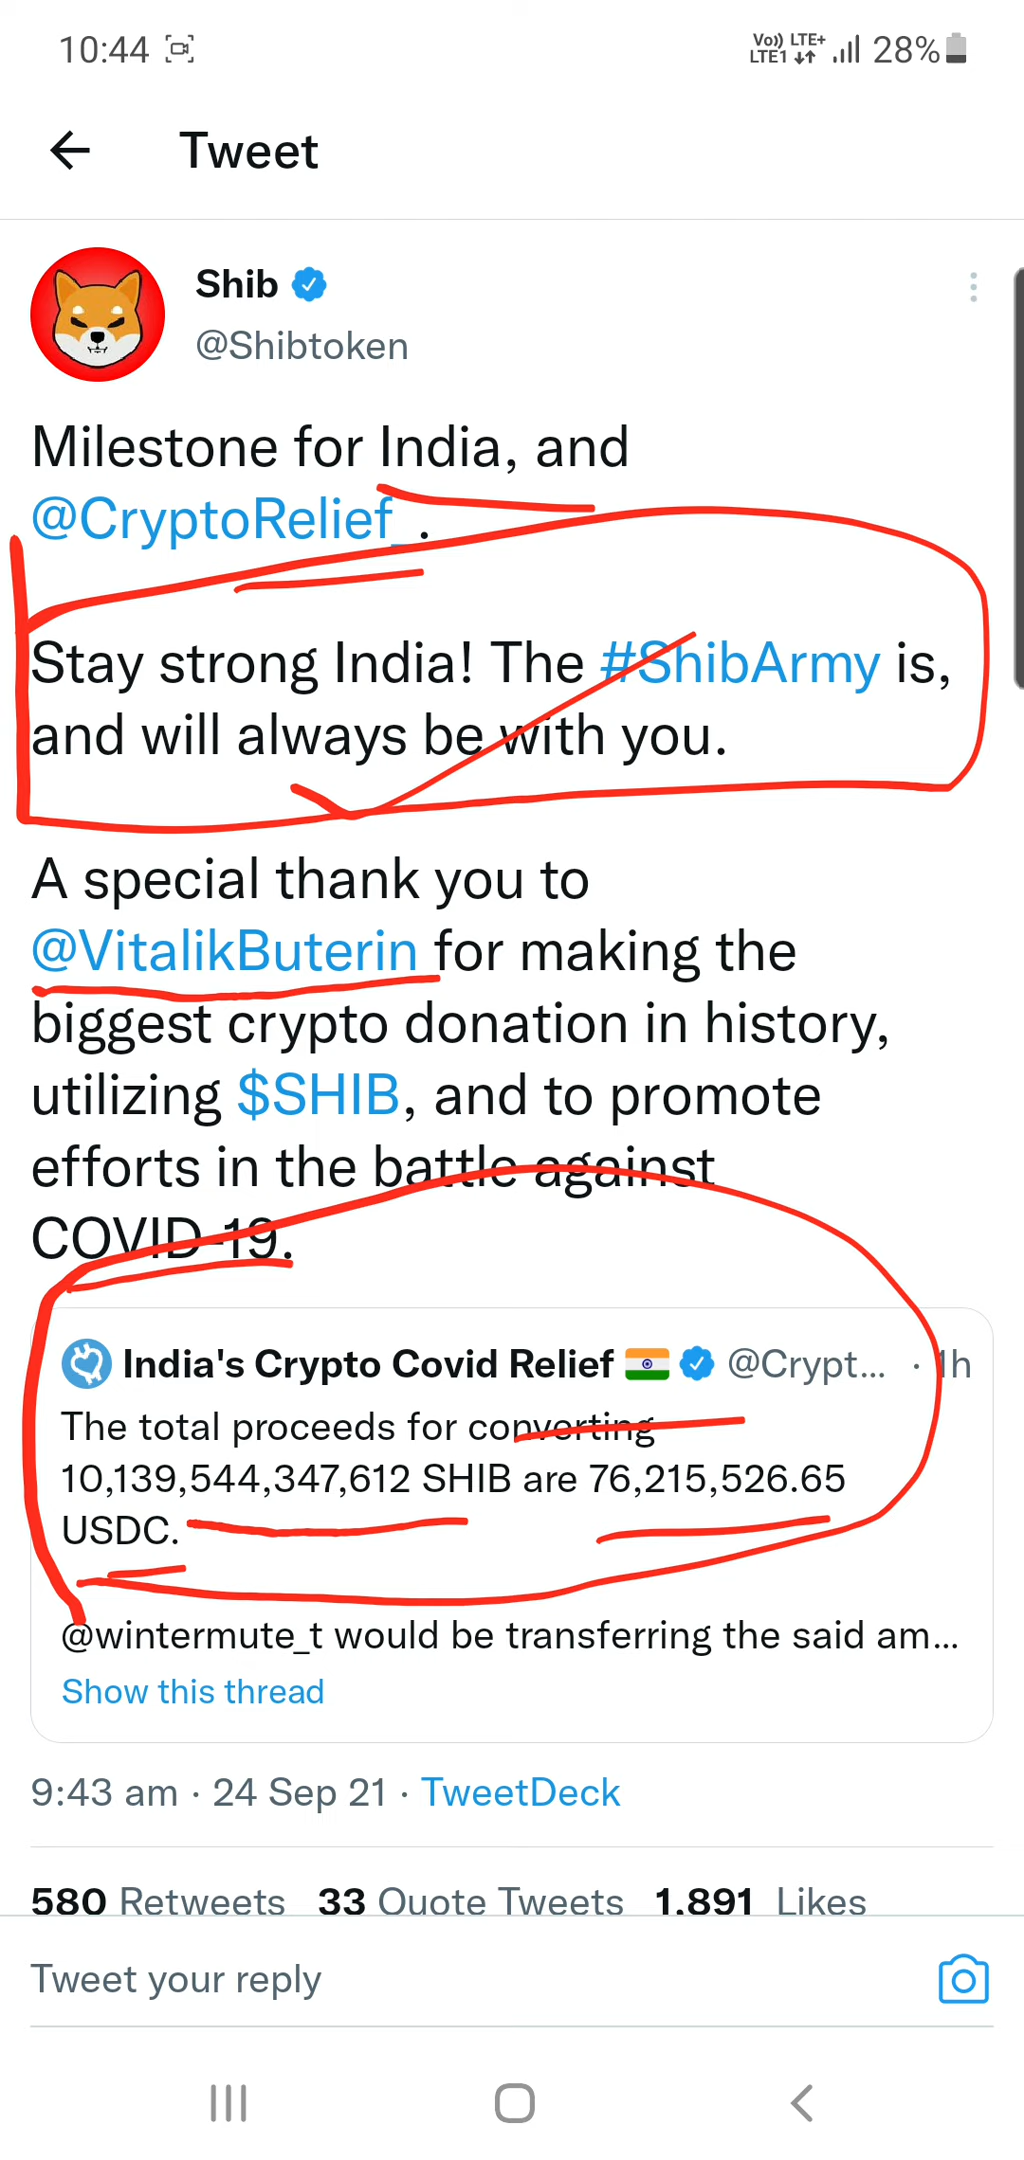 10:44
Vo)) LTE+
LTE1 28%
Tweet
Shib
@Shibtoken
Milestone for India, and
@CryptoRelief_.
Stay strong India! The #ShibArmy is,
and will always be with you.
A special thank you to
@VitalikButerin for making the
biggest crypto donation in history,
utilizing $SHIB, and to promote
efforts in the battle against
COVID-19.
India's Crypto Covid Relief @Crypt... · 1h
The total proceeds for converting
10,139,544,347,612 SHIB are 76,215,526.65
USDC.
@wintermute_t would be transferring the said am...
Show this thread
9:43 am · 24 Sep 21 · TweetDeck
580 Retweets 33 Quote Tweets 1,891 Likes
Tweet your reply